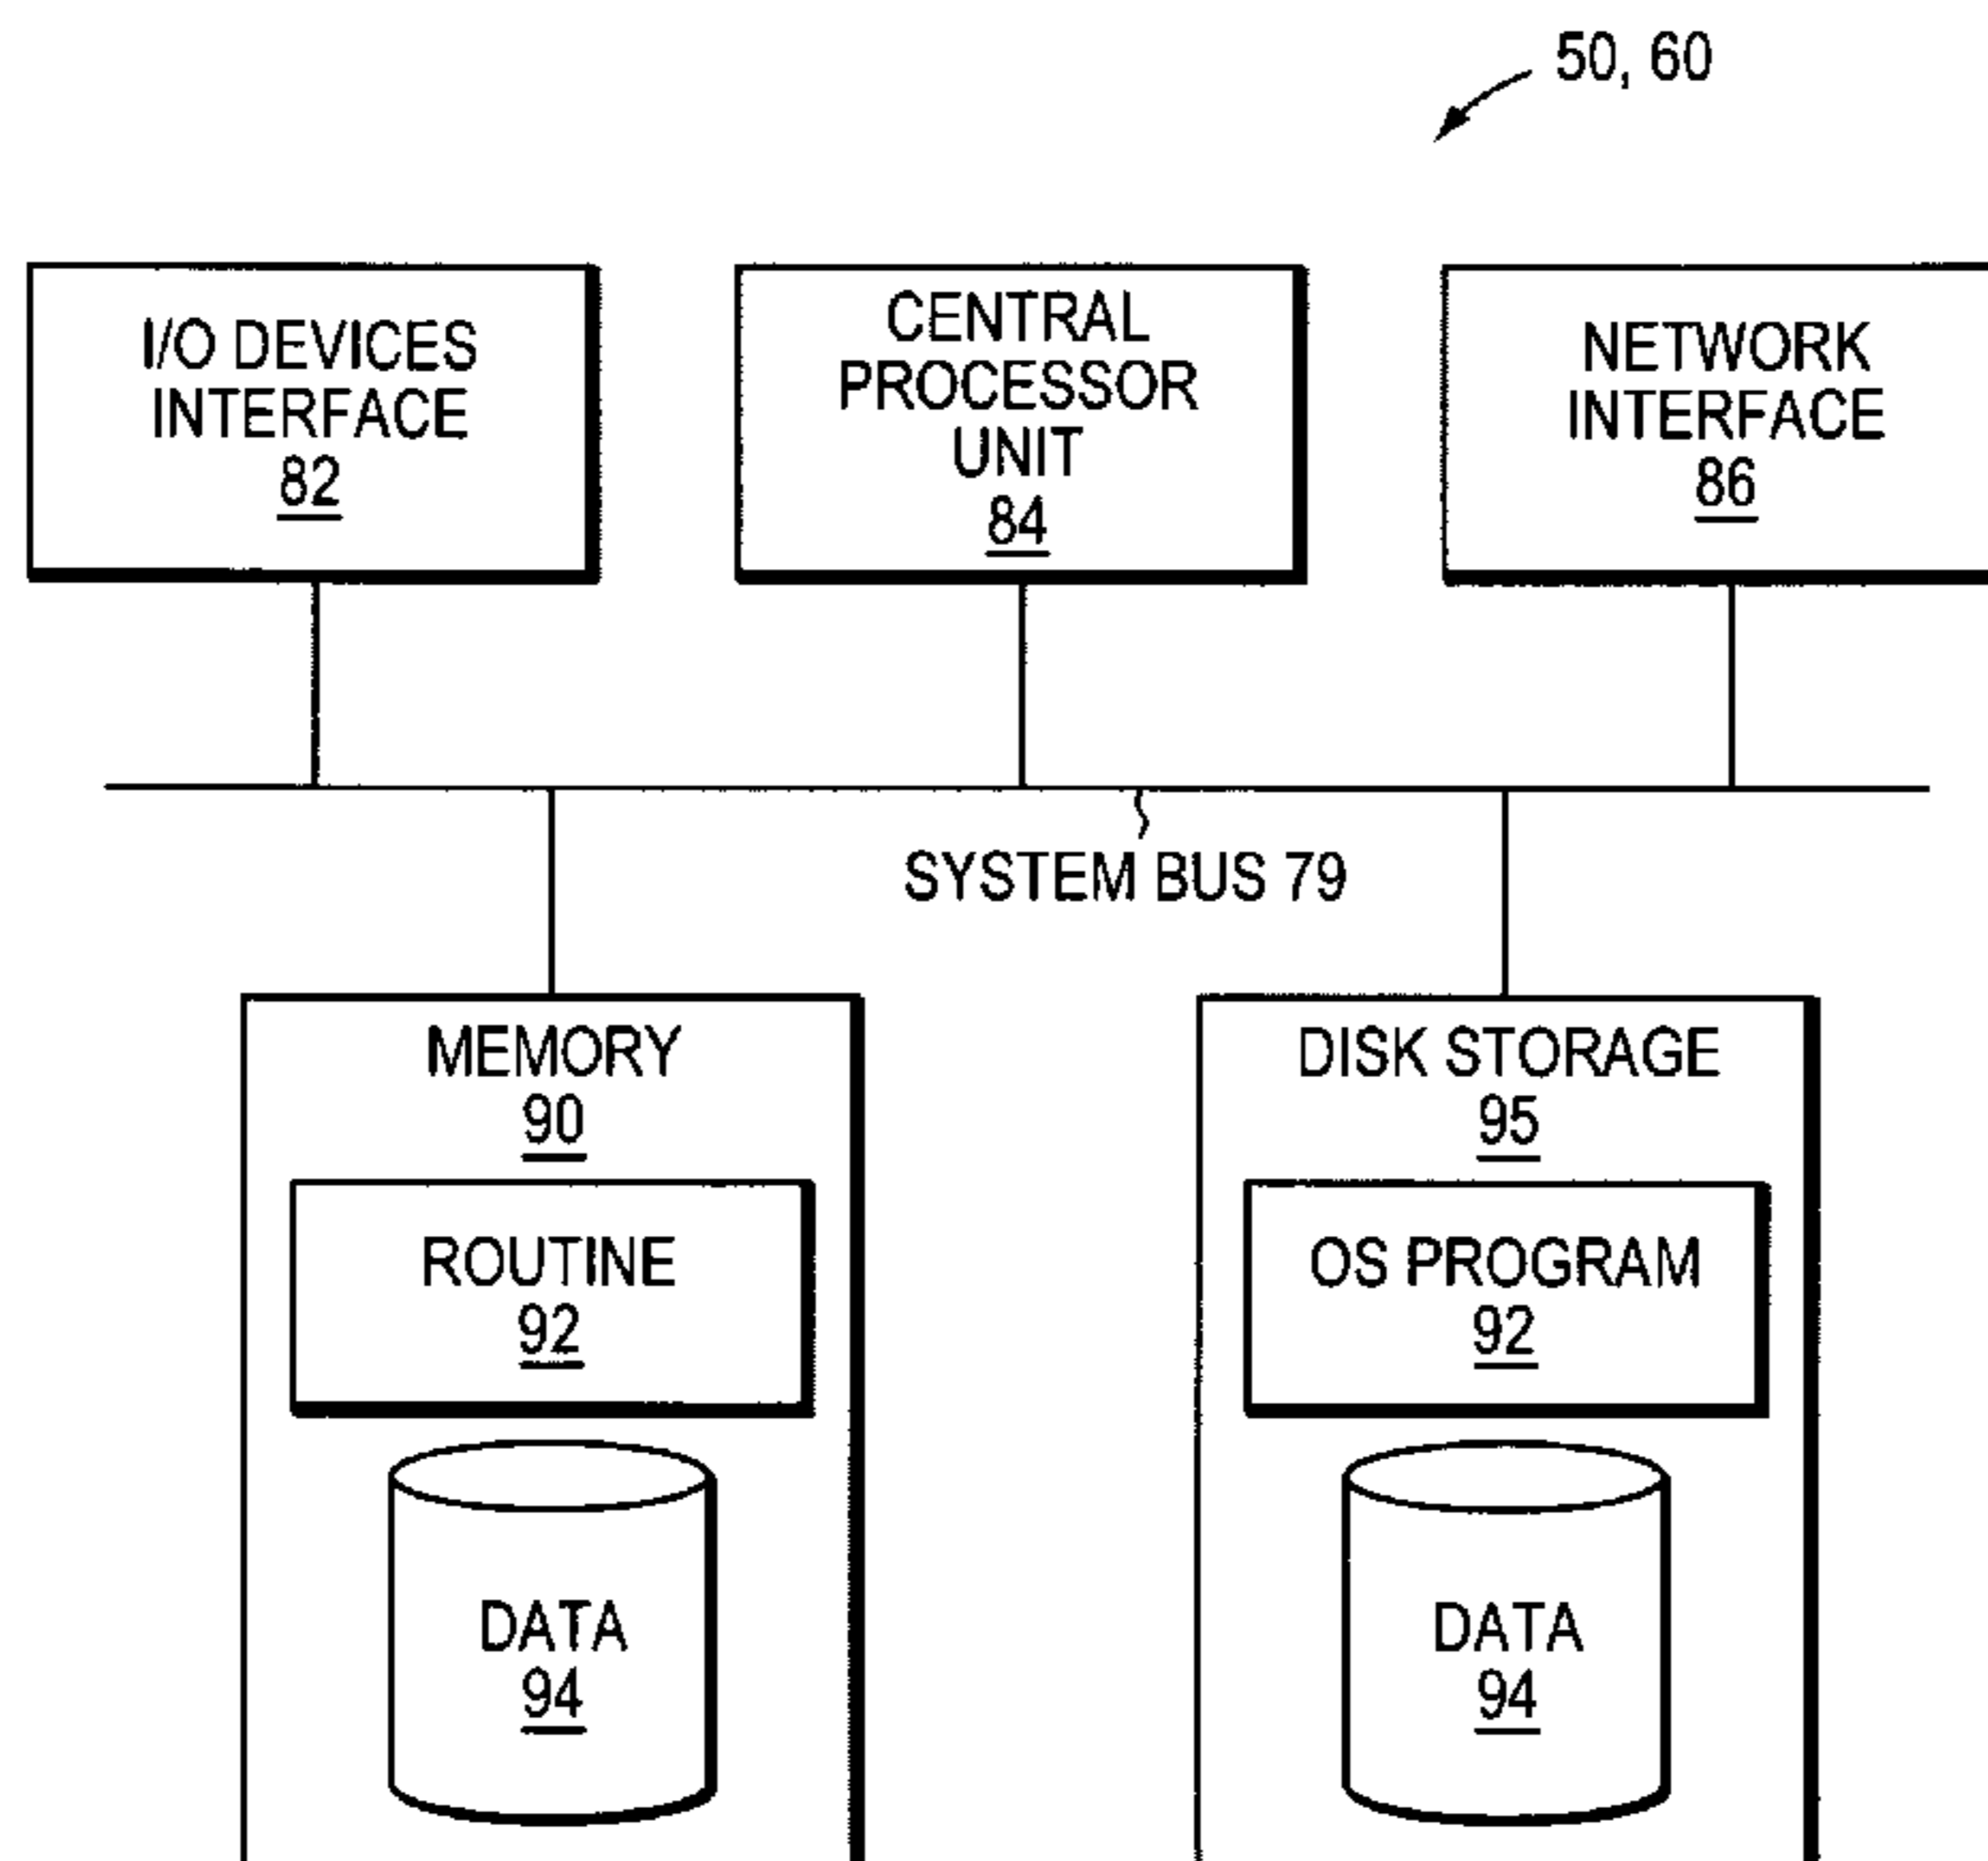 50, 60
I/O DEVICES
INTERFACE
82
CENTRAL
PROCESSOR
UNIT
84
NETWORK
INTERFACE
86
SYSTEM BUS 79
MEMORY
90
ROUTINE
92
DATA
94
DISK STORAGE
95
OS PROGRAM
92
DATA
94